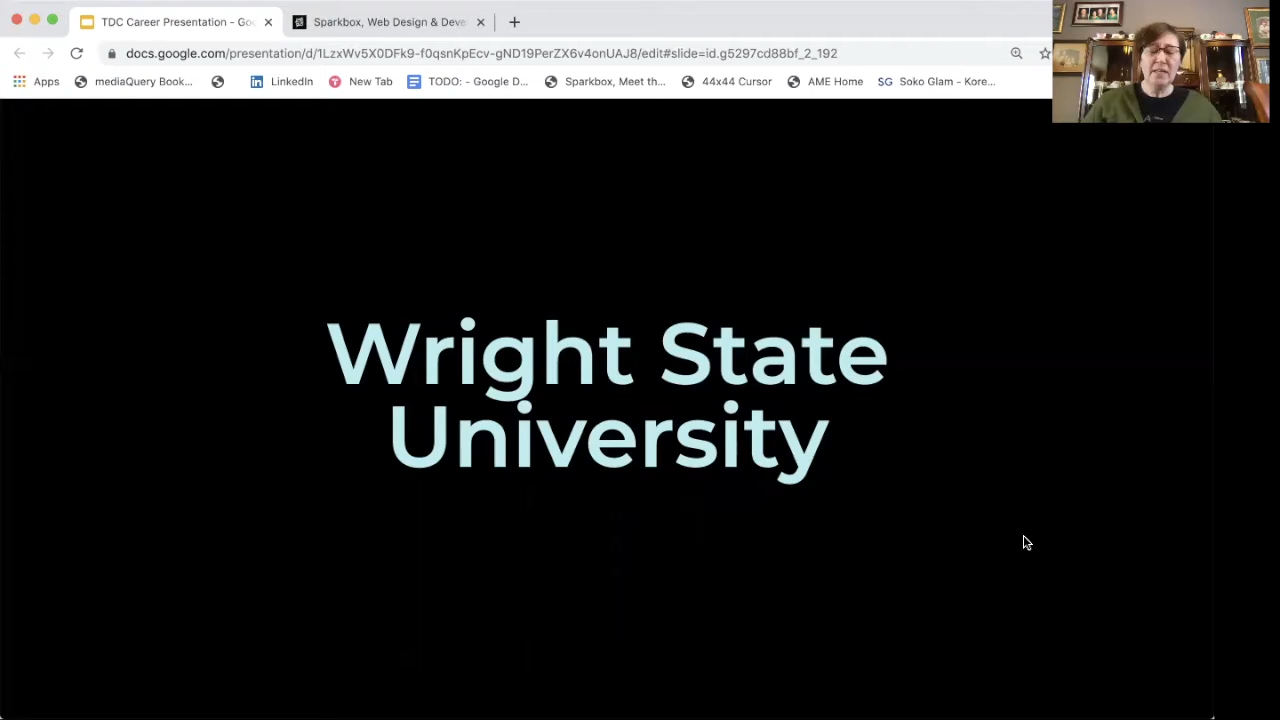 TDC Career Presentation - Goo
Sparkbox, Web Design & Deve
docs.google.com/presentation/d/1LzxWv5X0DFk9-f0qsnKpEcv-gND19PerZX6v4onUAJ8/edit#slide=id.g5297cd88bf_2_192
Apps mediaQuery Book... LinkedIn New Tab TODO: - Google D... Sparkbox, Meet th... 44x44 Cursor AME Home SG Soko Glam - Kore...
Wright State
University